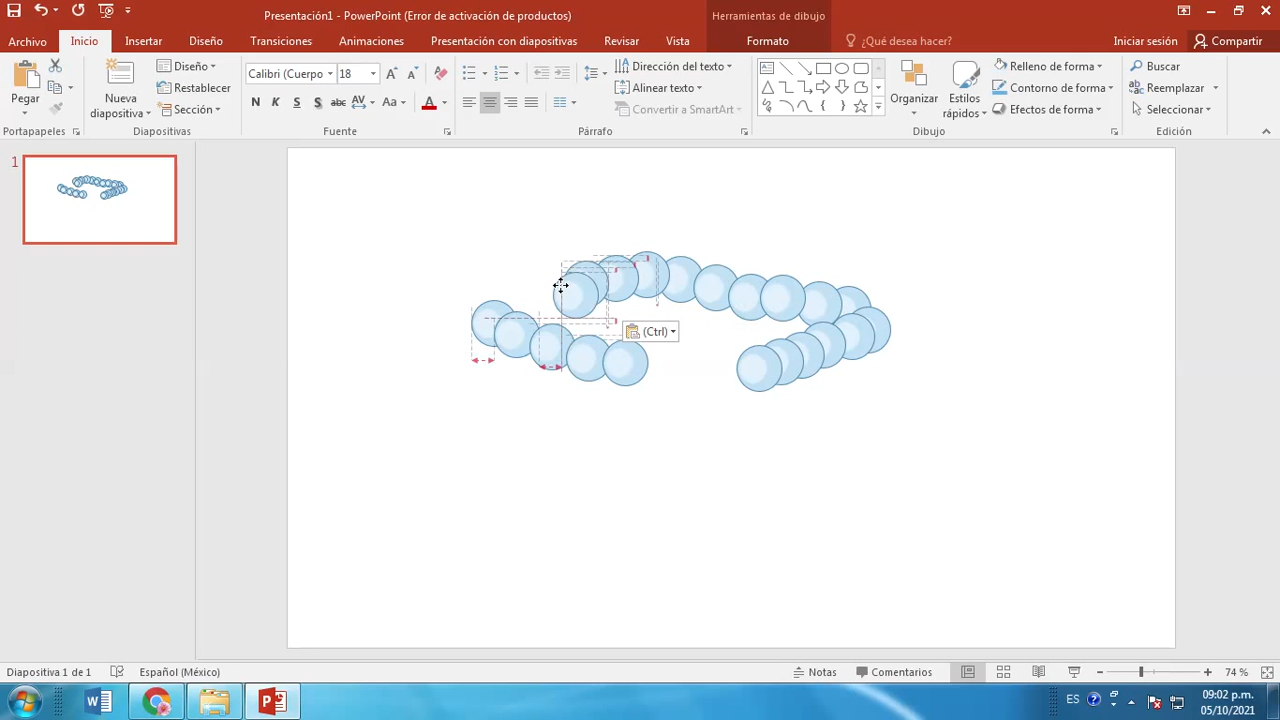 Presentación1 - PowerPoint (Error de activación de productos)
Herramientas de dibujo
Archivo Inicio Insertar Diseño Transiciones Animaciones Presentación con diapositivas Revisar Vista Formato ¿Qué desea hacer? Iniciar sesión Compartir
Pegar
Nueva diapositiva
Diseño
Restablecer
Sección
Calibri (Cuerpo 18
N K S S abc AV Aa A
Dirección del texto
Alinear texto
Convertir a SmartArt
Organizar
Estilos rápidos
Relleno de forma
Contorno de forma
Efectos de forma
Buscar
Reemplazar
Seleccionar
Portapapeles Diapositivas Fuente Párrafo Dibujo Edición
1
(Ctrl)
Diapositiva 1 de 1 Español (México) Notas Comentarios 74 %
ES 09:02 p.m.
05/10/2021